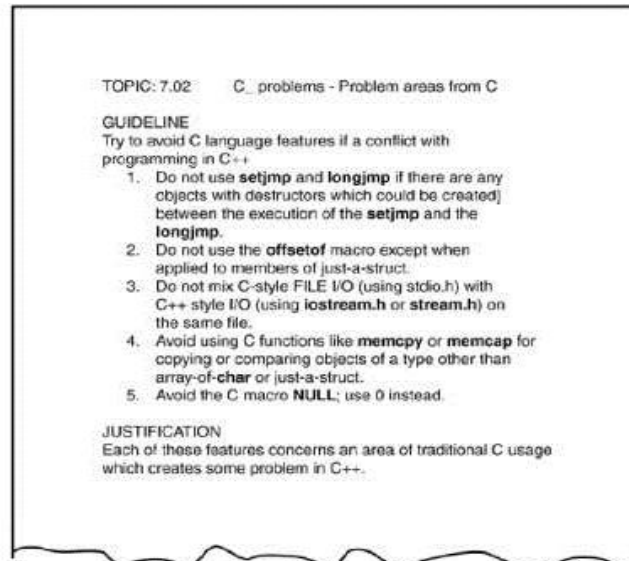 TOPIC: 7.02 C_ problems - Problem areas from C
GUIDELINE
Try to avoid C language features if a conflict with
programming in C++
1. Do not use setjmp and longjmp if there are any
objects with destructors which could be created]
between the execution of the setjmp and the
longjmp.
2. Do not use the offsetof macro except when
applied to members of just-a-struct.
3. Do not mix C-style FILE I/O (using stdio.h) with
C++ style I/O (using iostream.h or stream.h) on
the same file.
4. Avoid using C functions like memcpy or memcap for
copying or comparing objects of a type other than
array-of-char or just-a-struct.
5. Avoid the C macro NULL; use 0 instead.
JUSTIFICATION
Each of these features concerns an area of traditional C usage
which creates some problem in C++.